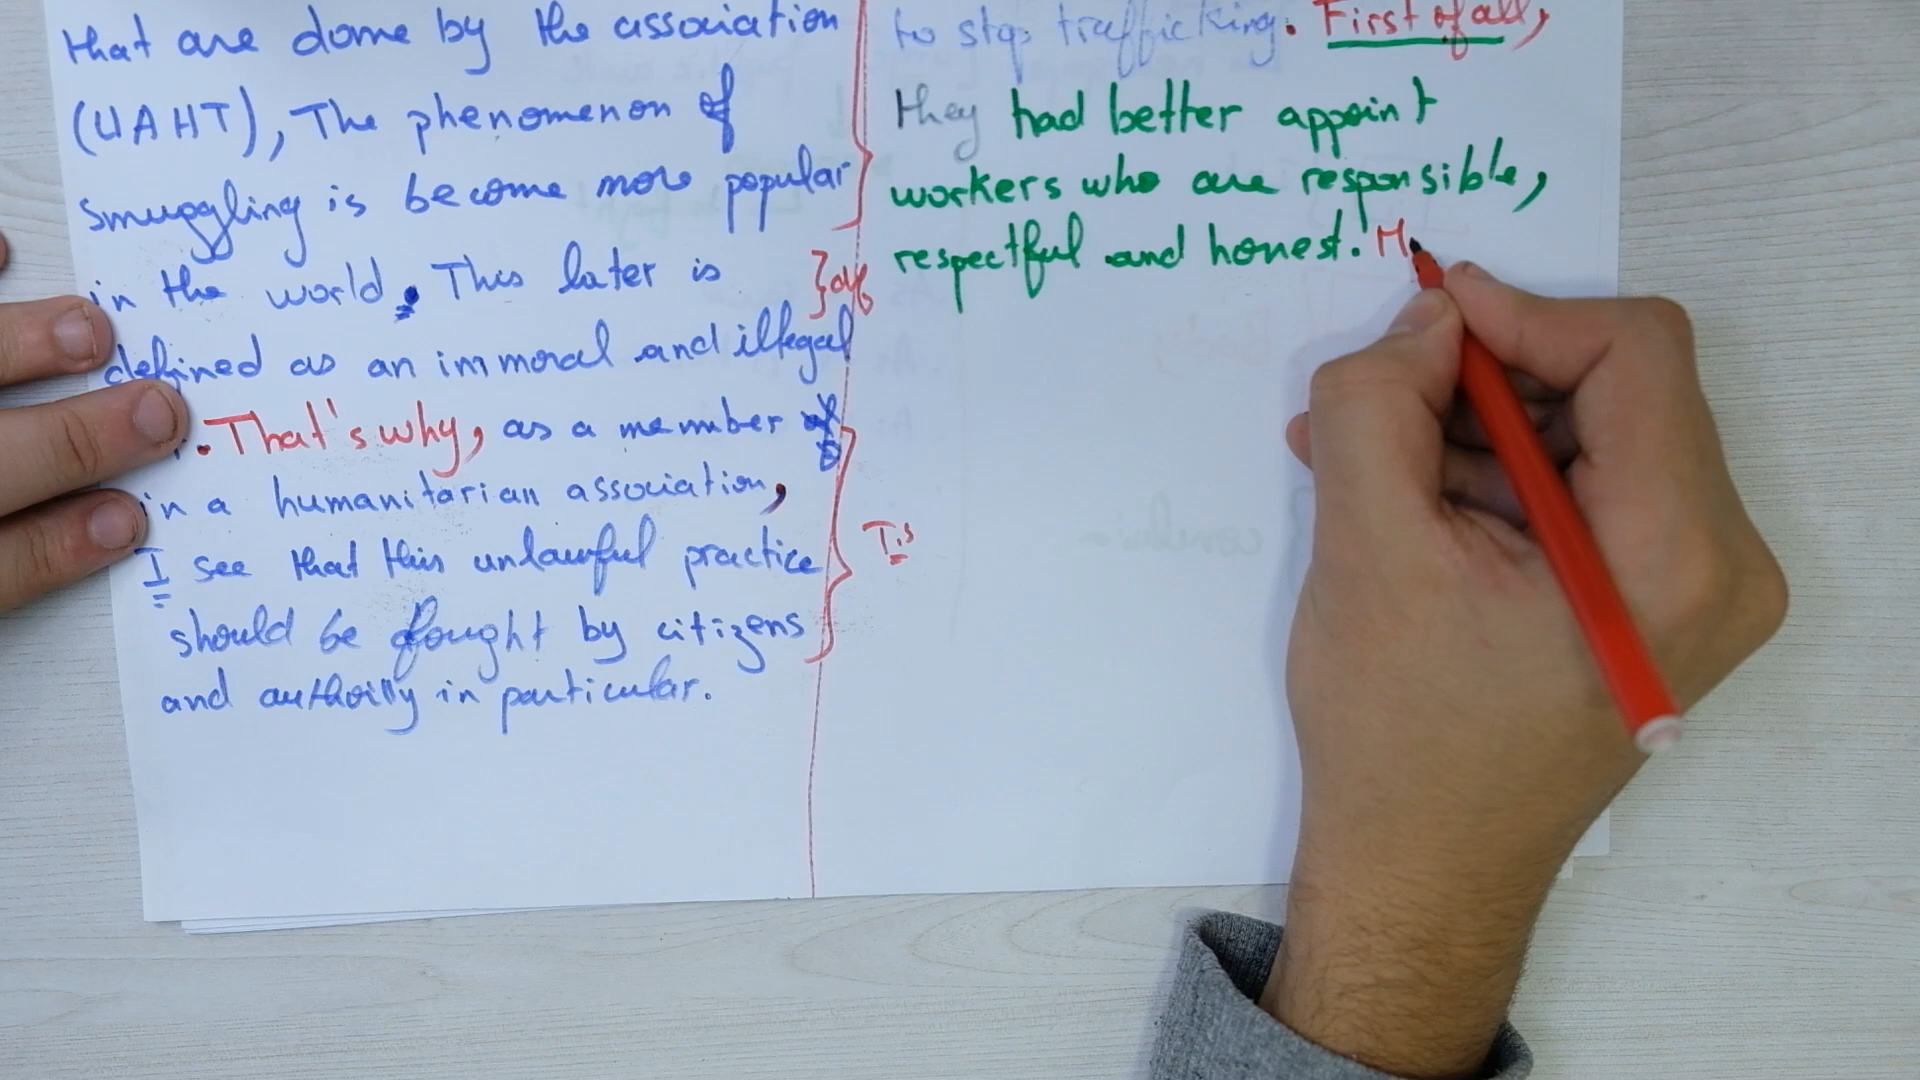 that are done by the association
(UAHT), The phenomenon of
smuggling is become more popular
in the world. This later is
defined as an immoral and illegal
. That's why, as a member
in a humanitarian association,
I see that this unlawful practice
should be fought by citizens
and authoirty in particular.
def
T.s
to stop trafficking. First of all,
they had better appoint
workers who are responsible,
respectful and honest. M